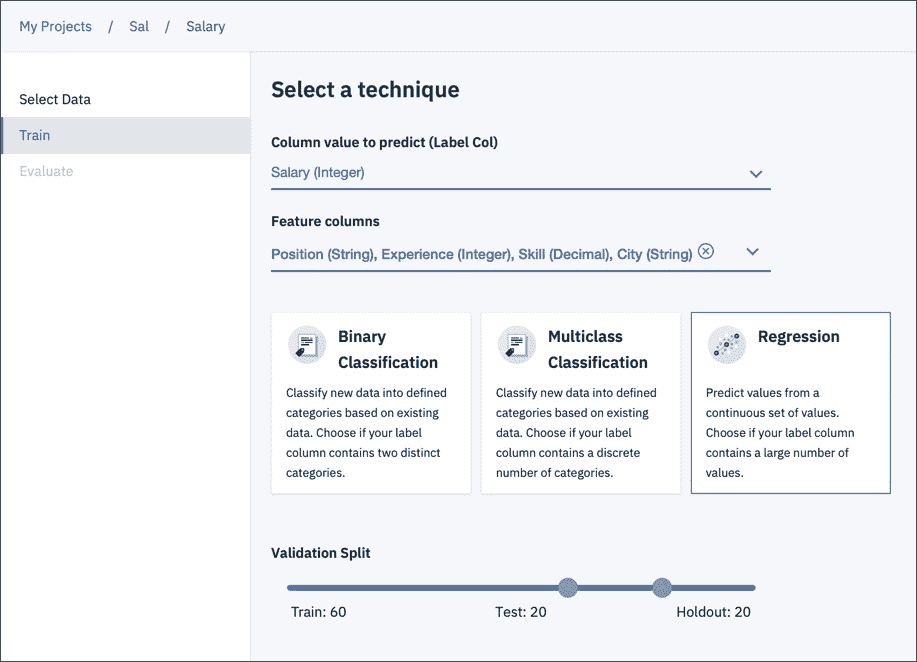 My Projects / Sal / Salary
Select Data
Train
Evaluate
Select a technique
Column value to predict (Label Col)
Salary (Integer)
Feature columns
Position (String), Experience (Integer), Skill (Decimal), City (String)
Binary
Classification
Classify new data into defined
categories based on existing
data. Choose if your label
column contains two distinct
categories.
Multiclass
Classification
Classify new data into defined
categories based on existing
data. Choose if your label
column contains a discrete
number of categories.
Regression
Predict values from a
continuous set of values.
Choose if your label column
contains a large number of
values.
Validation Split
Train: 60
Test: 20
Holdout: 20